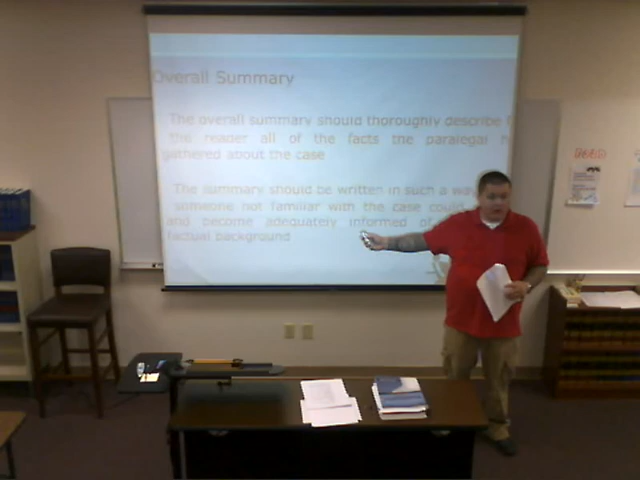 Overall Summary
The overall summary should thoroughly describe
the reader all of the facts the paralegal
gathered about the case
The summary should be written in such a way
someone not familiar with the case could
and become adequately informed of
factual background